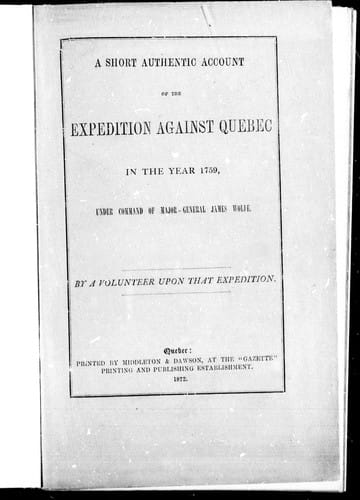 A SHORT AUTHENTIC ACCOUNT
OF THE
EXPEDITION AGAINST QUEBEC
IN THE YEAR 1759,
UNDER COMMAND OF MAJOR-GENERAL JAMES WOLFE.
BY A VOLUNTEER UPON THAT EXPEDITION.
Quebec:
PRINTED BY MIDDLETON & DAWSON, AT THE "GAZETTE"
PRINTING AND PUBLISHING ESTABLISHMENT.
1872.